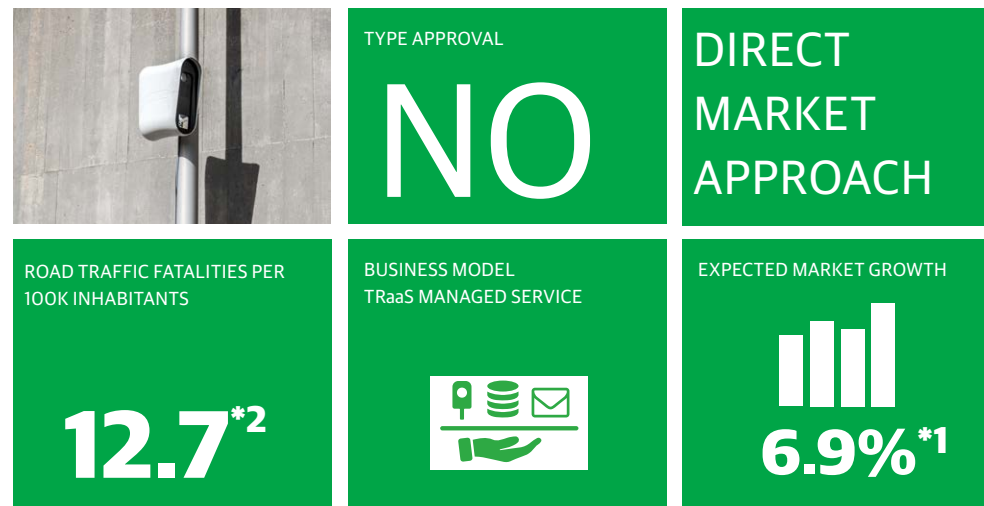 TYPE APPROVAL
NO
DIRECT
MARKET
APPROACH
ROAD TRAFFIC FATALITIES PER
100K INHABITANTS
12.7*2
BUSINESS MODEL
TRaaS MANAGED SERVICE
EXPECTED MARKET GROWTH
6.9%*1